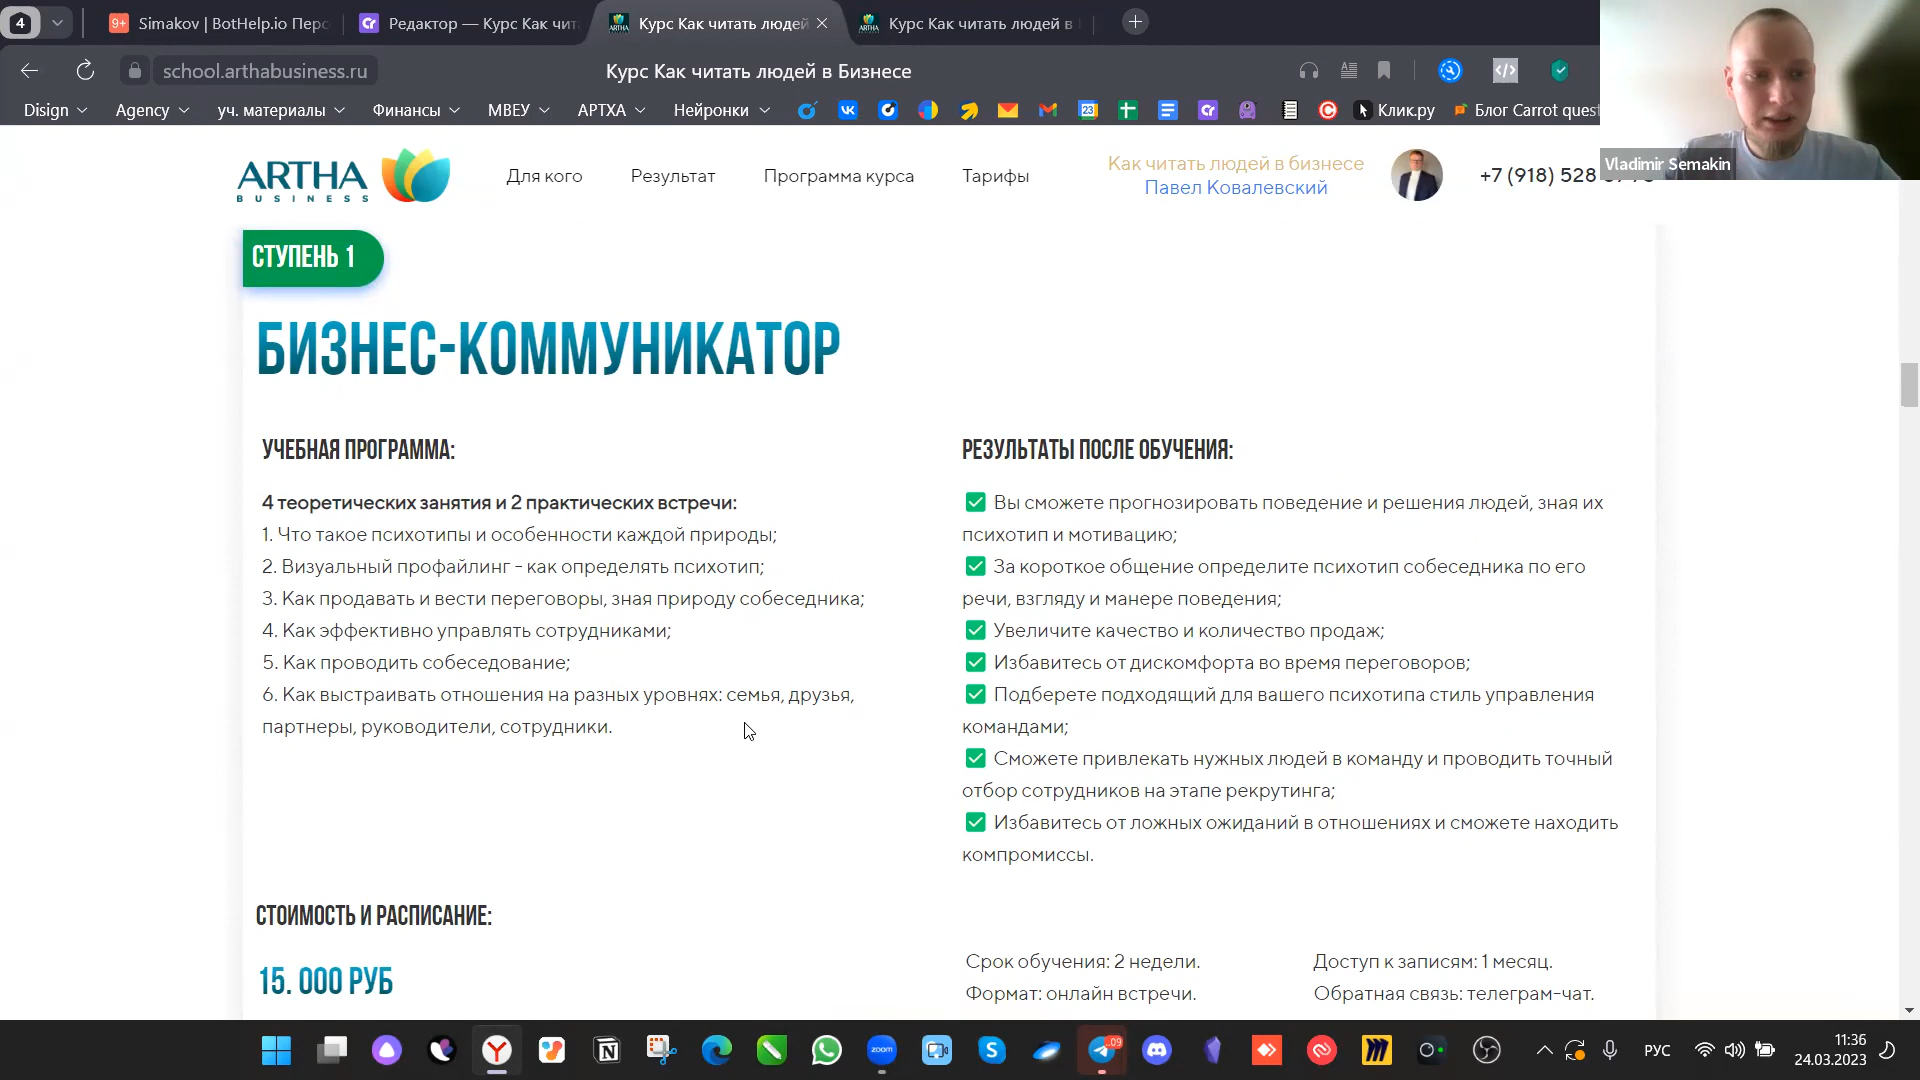 4
Simakov | BotHelp.io Перс
Редактор — Курс Как чит
Курс Как читать людей
Курс Как читать людей в
school.arthabusiness.ru
Курс Как читать людей в Бизнесе
Disign
Agency
уч. материалы
Финансы
МВЕУ
АРТХА
Нейронки
Клик.ру
Блог Carrot quest
Vladimir Semakin
ARTHA
BUSINESS
Для кого
Результат
Программа курса
Тарифы
Как читать людей в бизнесе
Павел Ковалевский
+7 (918) 528
СТУПЕНЬ 1
БИЗНЕС-КОММУНИКАТОР
УЧЕБНАЯ ПРОГРАММА:
4 теоретических занятия и 2 практических встречи:
1. Что такое психотипы и особенности каждой природы;
2. Визуальный профайлинг - как определять психотип;
3. Как продавать и вести переговоры, зная природу собеседника;
4. Как эффективно управлять сотрудниками;
5. Как проводить собеседование;
6. Как выстраивать отношения на разных уровнях: семья, друзья,
партнеры, руководители, сотрудники.
РЕЗУЛЬТАТЫ ПОСЛЕ ОБУЧЕНИЯ:
Вы сможете прогнозировать поведение и решения людей, зная их
психотип и мотивацию;
За короткое общение определите психотип собеседника по его
речи, взгляду и манере поведения;
Увеличите качество и количество продаж;
Избавитесь от дискомфорта во время переговоров;
Подберете подходящий для вашего психотипа стиль управления
командами;
Сможете привлекать нужных людей в команду и проводить точный
отбор сотрудников на этапе рекрутинга;
Избавитесь от ложных ожиданий в отношениях и сможете находить
компромиссы.
СТОИМОСТЬ И РАСПИСАНИЕ:
15. 000 РУБ
Срок обучения: 2 недели.
Формат: онлайн встречи.
Доступ к записям: 1 месяц.
Обратная связь: телеграм-чат.
РУС
11:36
24.03.2023